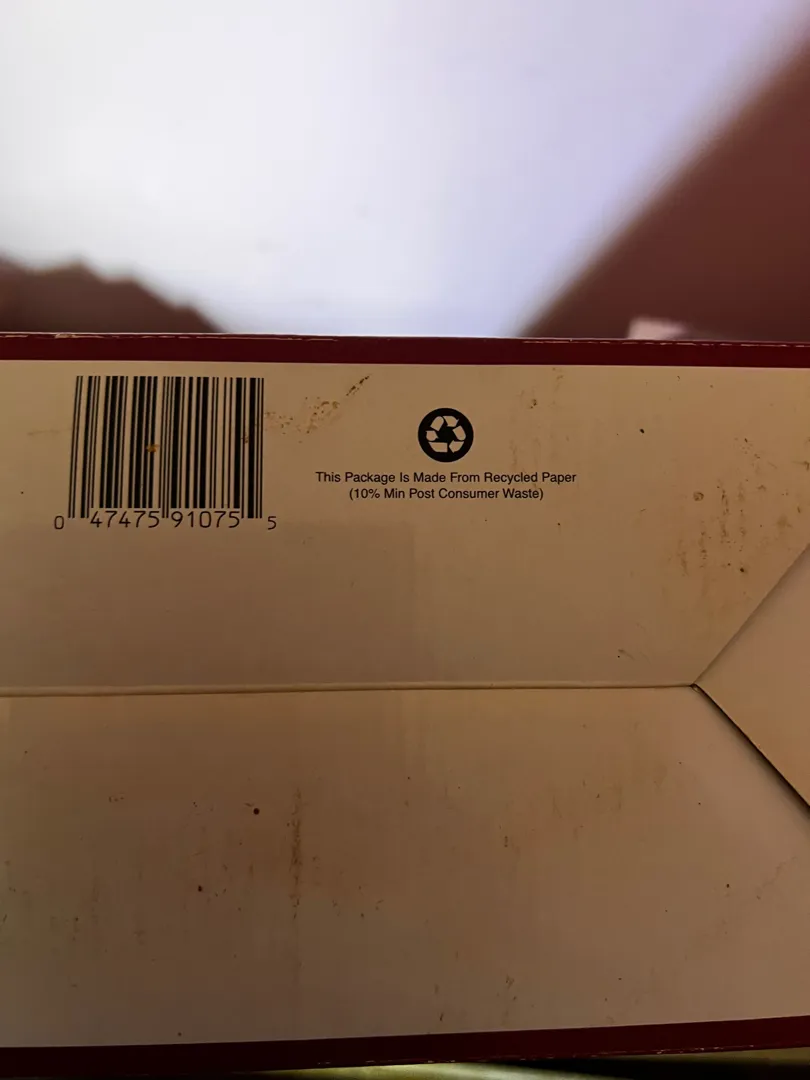 0 47475 91075 5
This Package Is Made From Recycled Paper
(10% Min Post Consumer Waste)